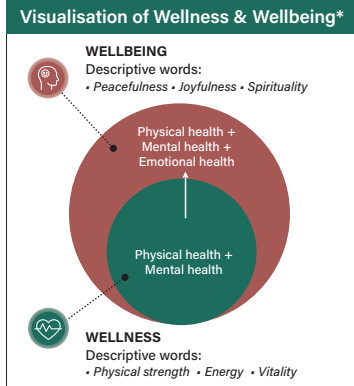 Visualisation of Wellness & Wellbeing*
WELLBEING
Descriptive words:
• Peacefulness • Joyfulness • Spirituality
Physical health +
Mental health +
Emotional health
Physical health +
Mental health
WELLNESS
Descriptive words:
• Physical strength • Energy • Vitality